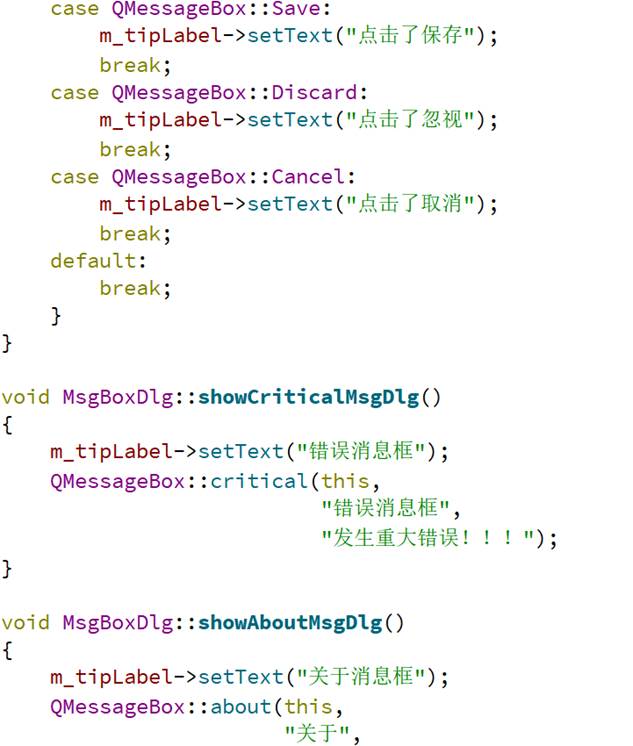 case QMessageBox::Save:
m_tipLabel->setText("点击了保存");
break;
case QMessageBox::Discard:
m_tipLabel->setText("点击了忽视");
break;
case QMessageBox::Cancel:
m_tipLabel->setText("点击了取消");
break;
default:
break;
}
}
void MsgBoxDlg::showCriticalMsgDlg()
{
m_tipLabel->setText("错误消息框");
QMessageBox::critical(this,
"错误消息框",
"发生重大错误！！！");
}
void MsgBoxDlg::showAboutMsgDlg()
{
m_tipLabel->setText("关于消息框");
QMessageBox::about(this,
"关于",